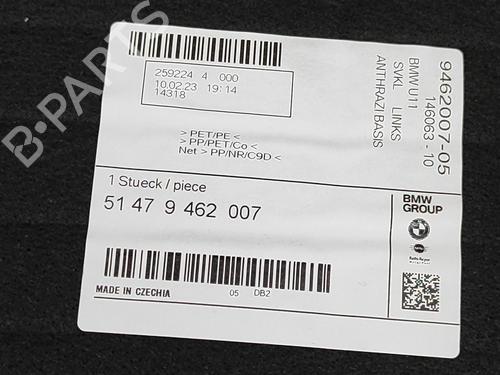 259224 4 000
10.02.23 19:14
14318
> PET/PE <
> PP/PET/Co <
Net > PP/NR/C9D <
9462007-05
146063 - 10
BMW U11
SVKL LINKS
ANTHRAZI BASIS
1 Stueck / piece
51 47 9 462 007
BMW
GROUP
MADE IN CZECHIA
05 DB2
B-PARTS